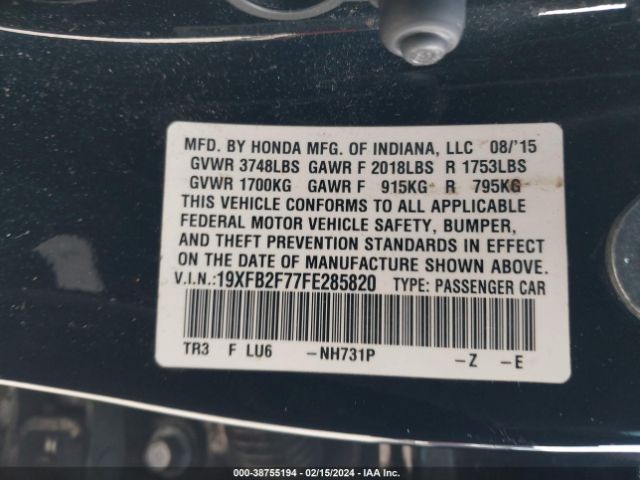 MFD. BY HONDA MFG. OF INDIANA, LLC 08/'15
GVWR 3748LBS GAWR F 2018LBS R 1753LBS
GVWR 1700KG GAWR F 915KG R 795KG
THIS VEHICLE CONFORMS TO ALL APPLICABLE
FEDERAL MOTOR VEHICLE SAFETY, BUMPER,
AND THEFT PREVENTION STANDARDS IN EFFECT
ON THE DATE OF MANUFACTURE SHOWN ABOVE.
V.I.N.:19XFB2F77FE285820 TYPE: PASSENGER CAR
TR3 F LU6 -NH731P -Z -E
000-38755194 - 02/15/2024 - IAA Inc.